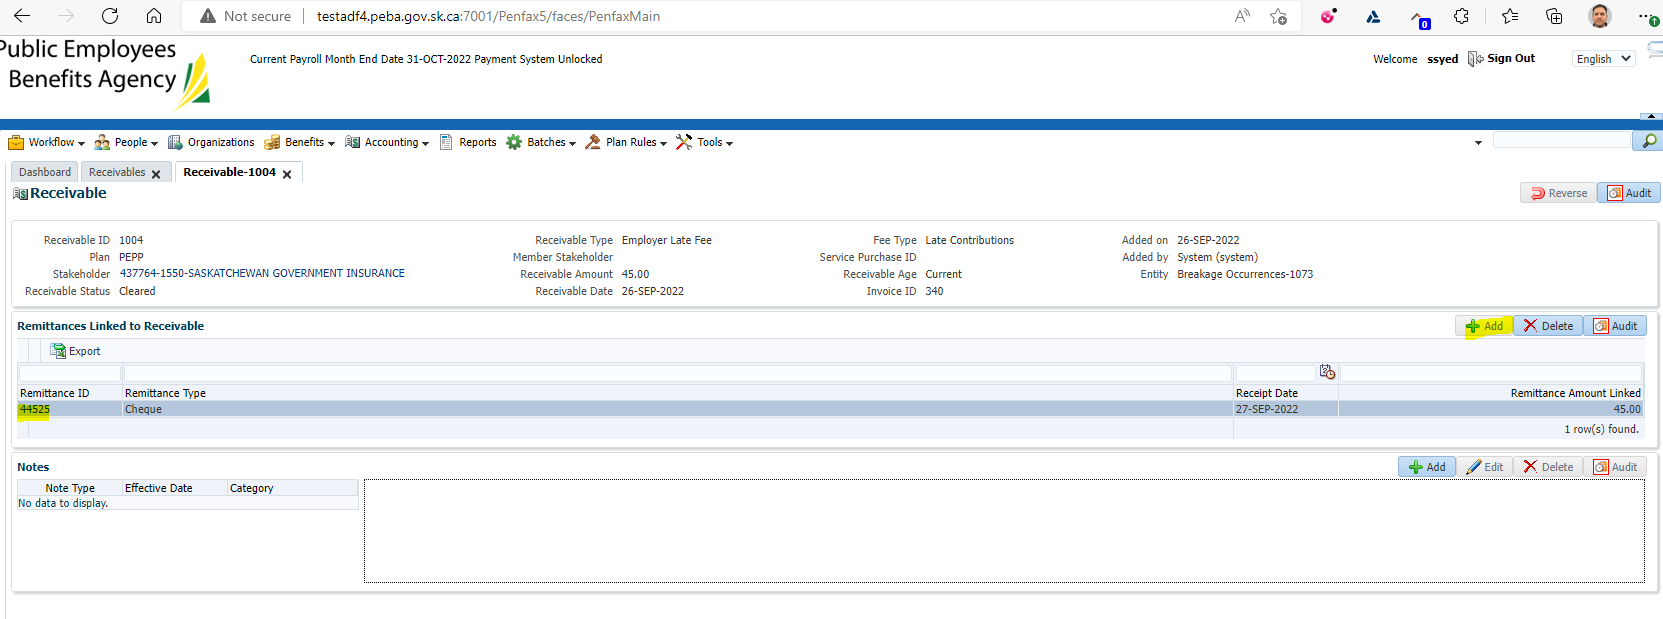 Not secure testadf4.peba.gov.sk.ca:7001/Penfax5/faces/PenfaxMain
0
Public Employees
Benefits Agency
Current Payroll Month End Date 31-OCT-2022 Payment System Unlocked
Welcome ssyed Sign Out English
Workflow People Organizations Benefits Accounting Reports Batches Plan Rules Tools
Dashboard Receivables Receivable-1004
Receivable
Reverse Audit
Receivable ID 1004 Receivable Type Employer Late Fee Fee Type Late Contributions Added on 26-SEP-2022
Plan PEPP Member Stakeholder Service Purchase ID Added by System (system)
Stakeholder 437764-1550-SASKATCHEWAN GOVERNMENT INSURANCE Receivable Amount 45.00 Receivable Age Current Entity Breakage Occurrences-1073
Receivable Status Cleared Receivable Date 26-SEP-2022 Invoice ID 340
Remittances Linked to Receivable Add Delete Audit
Export
Remittance ID Remittance Type Receipt Date Remittance Amount Linked
44525 Cheque 27-SEP-2022 45.00
1 row(s) found.
Notes Add Edit Delete Audit
Note Type Effective Date Category
No data to display.